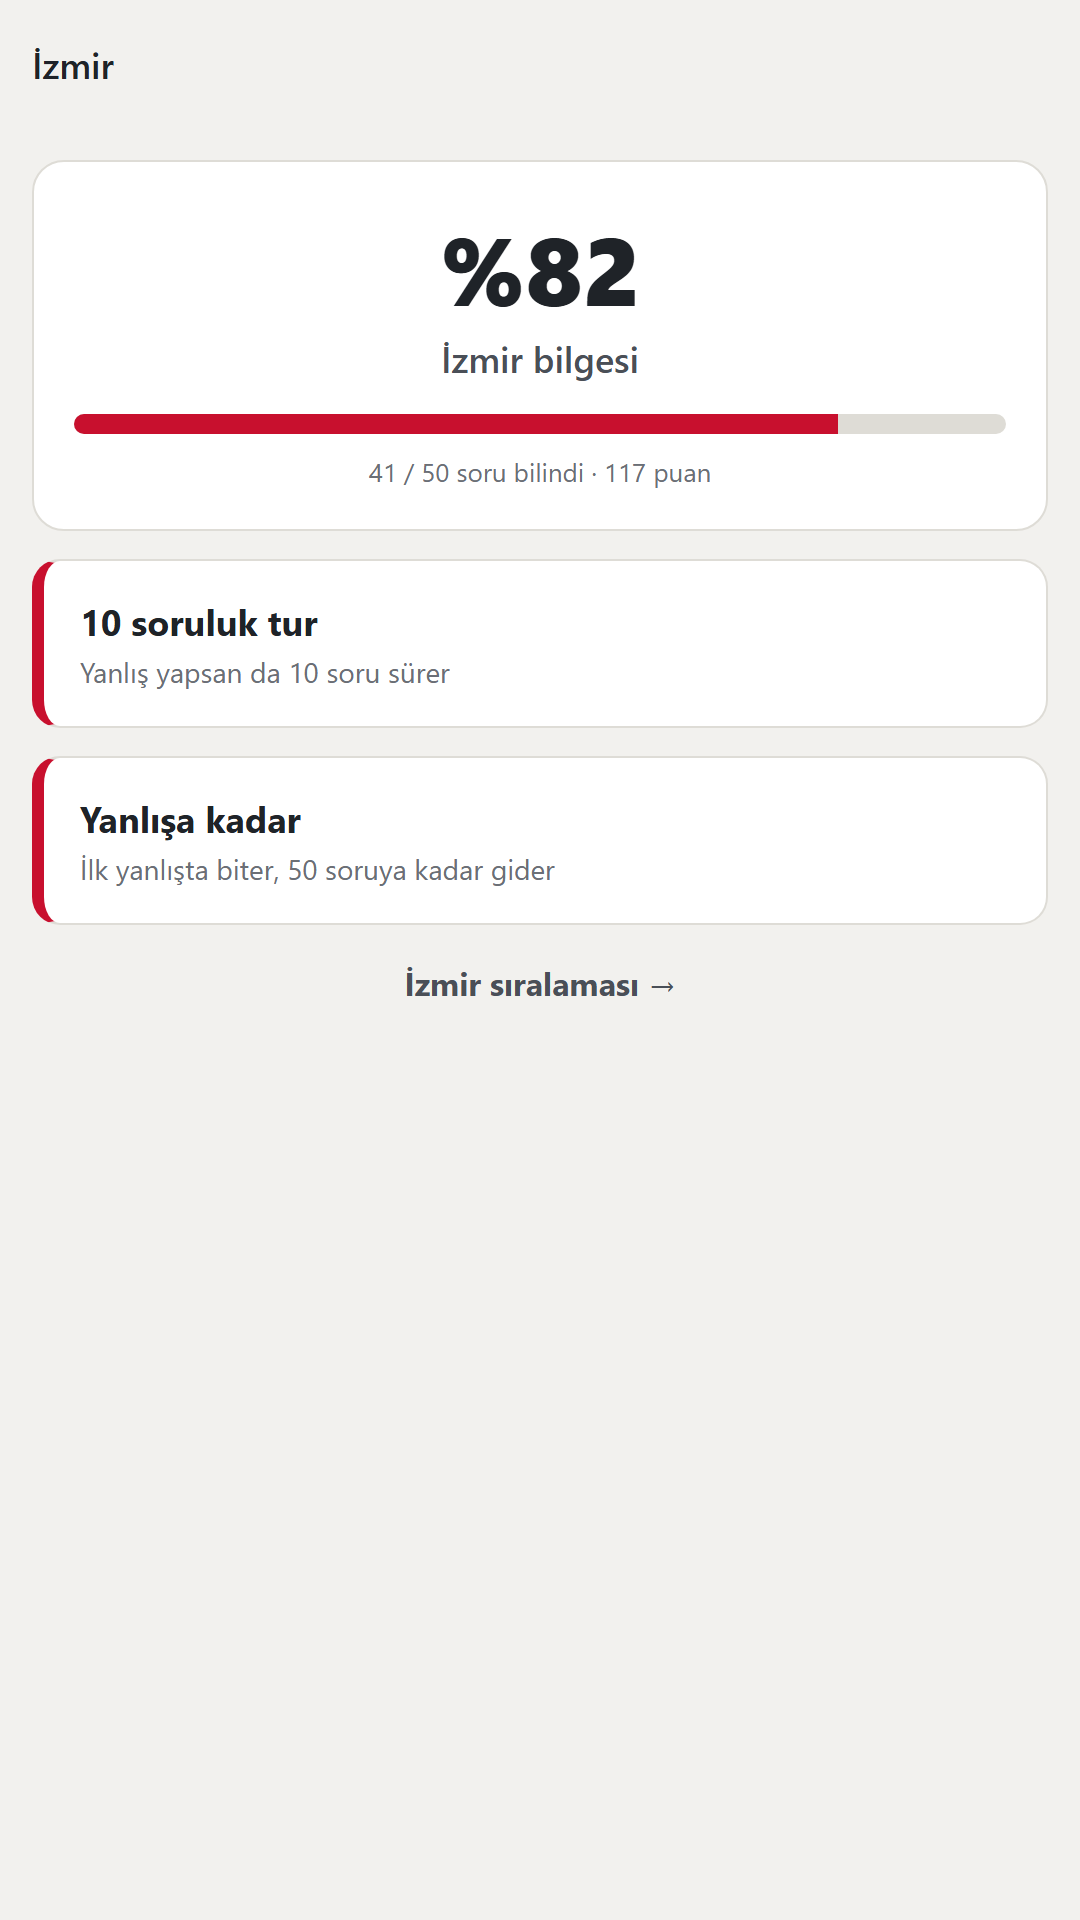 İzmir
%82
İzmir bilgesi
41 / 50 soru bilindi · 117 puan
10 soruluk tur
Yanlış yapsan da 10 soru sürer
Yanlışa kadar
İlk yanlışta biter, 50 soruya kadar gider
İzmir sıralaması →